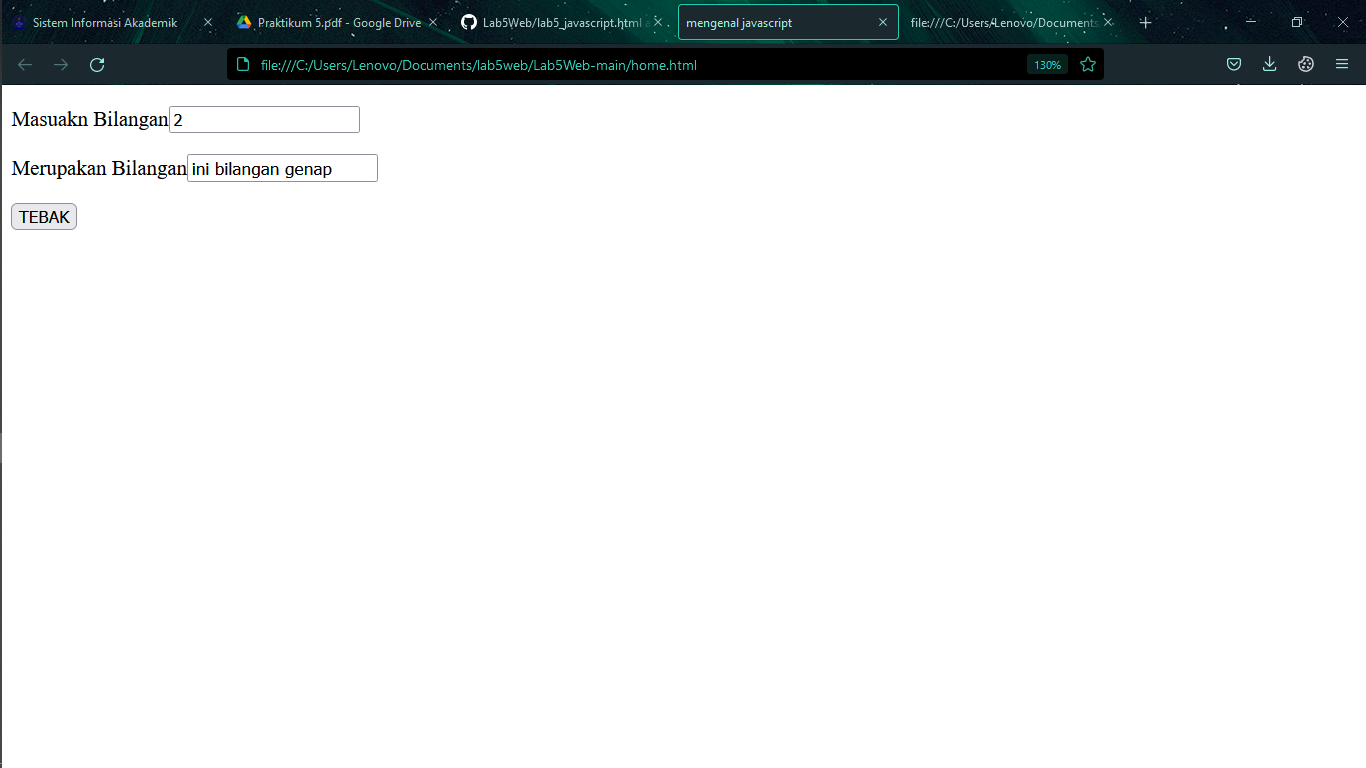 Sistem Informasi Akademik
Praktikum 5.pdf - Google Drive
Lab5Web/lab5_javascript.html
mengenal javascript
file:///C:/Users/Lenovo/Documents
file:///C:/Users/Lenovo/Documents/lab5web/Lab5Web-main/home.html
130%
Masuakn Bilangan 2
Merupakan Bilangan ini bilangan genap
TEBAK